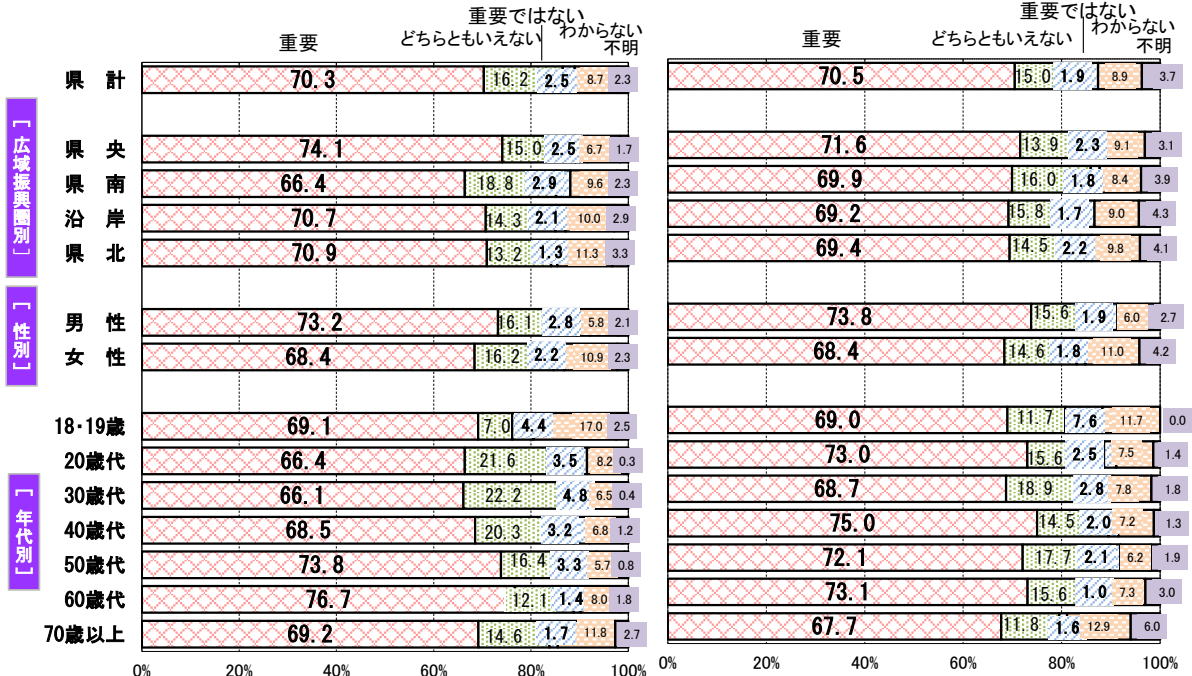 重要ではない
重要 どちらともいえない わからない
不明
県 計 70.3 16.2 2.5 8.7 2.3
[広域振興圏別]
県 央 74.1 15.0 2.5 6.7 1.7
県 南 66.4 18.8 2.9 9.6 2.3
沿 岸 70.7 14.3 2.1 10.0 2.9
県 北 70.9 13.2 1.3 11.3 3.3
[性別]
男 性 73.2 16.1 2.8 5.8 2.1
女 性 68.4 16.2 2.2 10.9 2.3
18・19歳 69.1 7.0 4.4 17.0 2.5
[年代別]
20歳代 66.4 21.6 3.5 8.2 0.3
30歳代 66.1 22.2 4.8 6.5 0.4
40歳代 68.5 20.3 3.2 6.8 1.2
50歳代 73.8 16.4 3.3 5.7 0.8
60歳代 76.7 12.1 1.4 8.0 1.8
70歳以上 69.2 14.6 1.7 11.8 2.7
0% 20% 40% 60% 80% 100%
重要ではない
重要 どちらともいえない わからない
不明
70.5 15.0 1.9 8.9 3.7
71.6 13.9 2.3 9.1 3.1
69.9 16.0 1.8 8.4 3.9
69.2 15.8 1.7 9.0 4.3
69.4 14.5 2.2 9.8 4.1
73.8 15.6 1.9 6.0 2.7
68.4 14.6 1.8 11.0 4.2
69.0 11.7 7.6 11.7 0.0
73.0 15.6 2.5 7.5 1.4
68.7 18.9 2.8 7.8 1.8
75.0 14.5 2.0 7.2 1.3
72.1 17.7 2.1 6.2 1.9
73.1 15.6 1.0 7.3 3.0
67.7 11.8 1.6 12.9 6.0
0% 20% 40% 60% 80% 100%